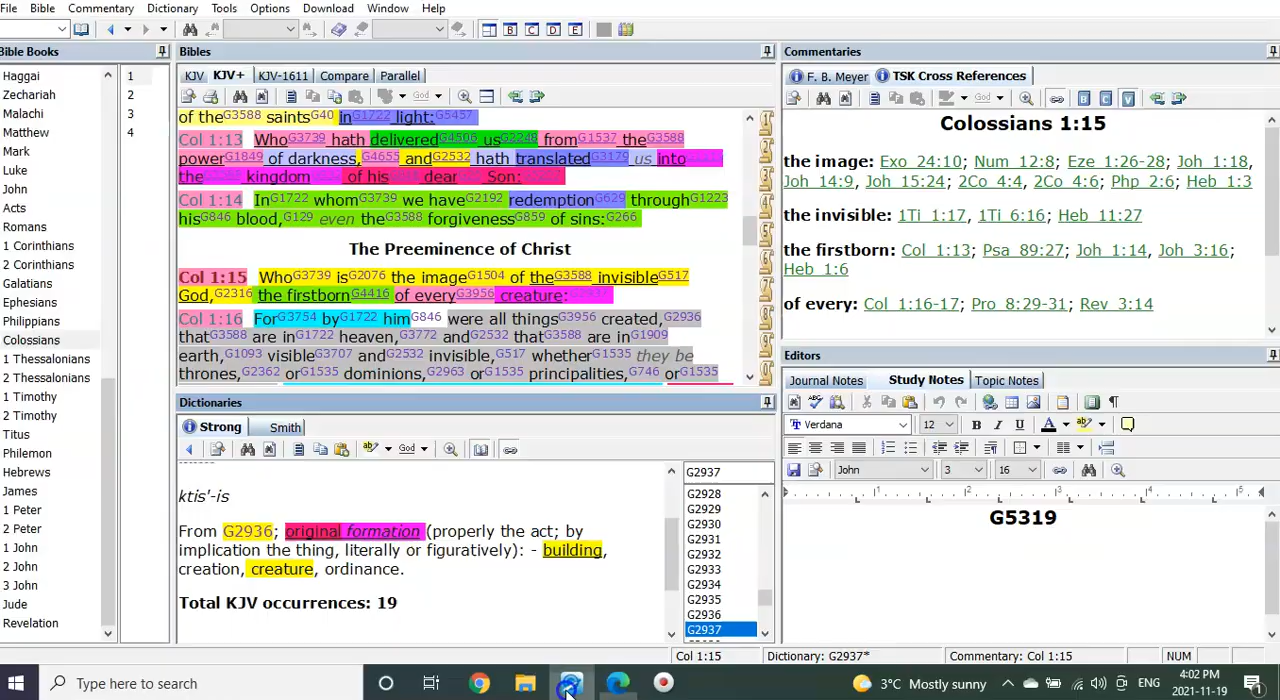 File Bible Commentary Dictionary Tools Options Download Window Help
B C D E
Bible Books
Haggai
Zechariah
Malachi
Matthew
Mark
Luke
John
Acts
Romans
1 Corinthians
2 Corinthians
Galatians
Ephesians
Philippians
Colossians
1 Thessalonians
2 Thessalonians
1 Timothy
2 Timothy
Titus
Philemon
Hebrews
James
1 Peter
2 Peter
1 John
2 John
3 John
Jude
Revelation
1
2
3
4
Bibles
KJV KJV+ KJV-1611 Compare Parallel
God
of the G3588 saints G40 in G1722 light: G5457
Col 1:13 Who G3739 hath delivered G4506 us G2248 from G1537 the G3588
power G1849 of darkness, G4655 and G2532 hath translated G3179 us into
the kingdom of his dear Son:
Col 1:14 In G1722 whom G3739 we have G2192 redemption G629 through G1223
his G846 blood, G129 even the G3588 forgiveness G859 of sins: G266
The Preeminence of Christ
Col 1:15 Who G3739 is G2076 the image G1504 of the G3588 invisible G517
God, G2316 the firstborn G4416 of every G3956 creature: G2937
Col 1:16 For G3754 by G1722 him G846 were all things G3956 created, G2936
that G3588 are in G1722 heaven, G3772 and G2532 that G3588 are in G1909
earth, G1093 visible G3707 and G2532 invisible, G517 whether G1535 they be
thrones, G2362 or G1535 dominions, G2963 or G1535 principalities, G746 or G1535
Dictionaries
Strong Smith
God
ktis'-is
From G2936; original formation (properly the act; by
implication the thing, literally or figuratively): - building,
creation, creature, ordinance.
Total KJV occurrences: 19
G2937
G2928
G2929
G2930
G2931
G2932
G2933
G2934
G2935
G2936
G2937
Commentaries
F. B. Meyer TSK Cross References
God B C V
Colossians 1:15
the image: Exo 24:10; Num 12:8; Eze 1:26-28; Joh 1:18,
Joh 14:9, Joh 15:24; 2Co 4:4, 2Co 4:6; Php 2:6; Heb 1:3
the invisible: 1Ti 1:17, 1Ti 6:16; Heb 11:27
the firstborn: Col 1:13; Psa 89:27; Joh 1:14, Joh 3:16;
Heb 1:6
of every: Col 1:16-17; Pro 8:29-31; Rev 3:14
Editors
Journal Notes Study Notes Topic Notes
Verdana 12 B I U A
John 3 16
1 2 3 4 5
G5319
Col 1:15 Dictionary: G2937* Commentary: Col 1:15 NUM
Type here to search
3°C Mostly sunny
ENG
4:02 PM
2021-11-19
1